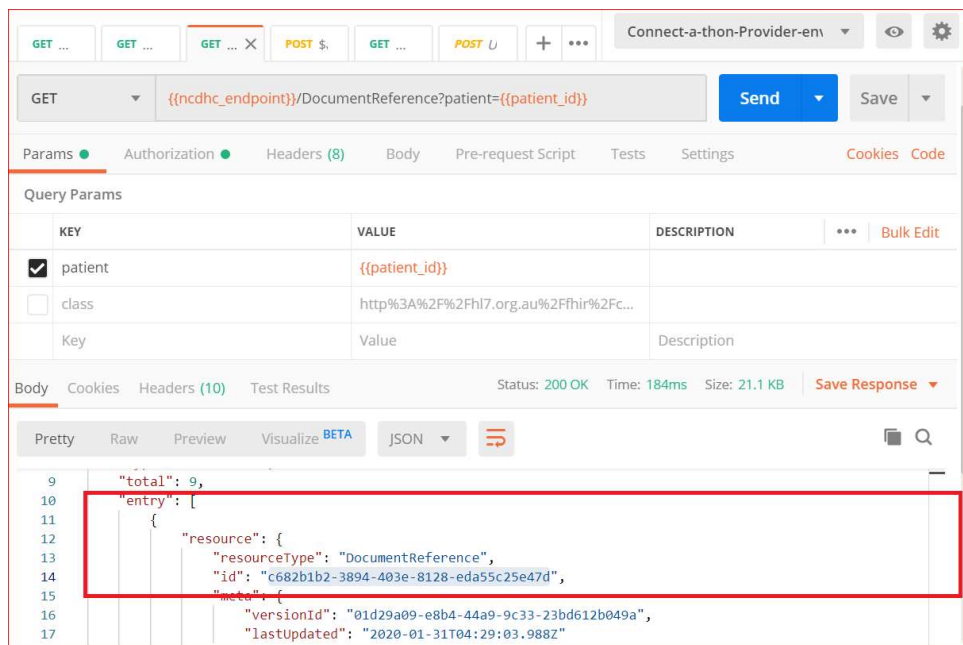 GET ... GET ... GET ... X POST $. GET ... POST U + ••• Connect-a-thon-Provider-env
GET {{ncdhc_endpoint}}/DocumentReference?patient={{patient_id}} Send Save
Params Authorization Headers (8) Body Pre-request Script Tests Settings Cookies Code
Query Params
KEY VALUE DESCRIPTION ••• Bulk Edit
patient {{patient_id}}
class http%3A%2F%2Fhl7.org.au%2Ffhir%2Fc...
Key Value Description
Body Cookies Headers (10) Test Results Status: 200 OK Time: 184ms Size: 21.1 KB Save Response
Pretty Raw Preview Visualize BETA JSON
9 "total": 9,
10 "entry": [
11 {
12 "resource": {
13 "resourceType": "DocumentReference",
14 "id": "c682b1b2-3894-403e-8128-eda55c25e47d",
15 "meta": {
16 "versionId": "01d29a09-e8b4-44a9-9c33-23bd612b049a",
17 "lastUpdated": "2020-01-31T04:29:03.988Z"